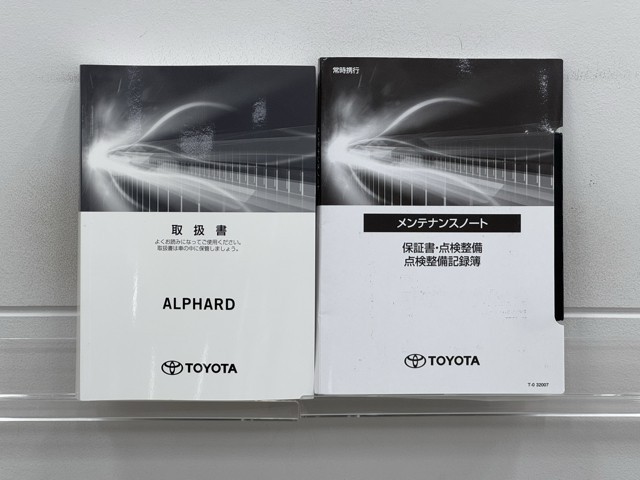 取扱書
よくお読みになってご使用ください。
取扱書は車の中に保管しましょう。
ALPHARD
TOYOTA
常時携行
メンテナンスノート
保証書・点検整備
点検整備記録簿
TOYOTA
T-0 32007